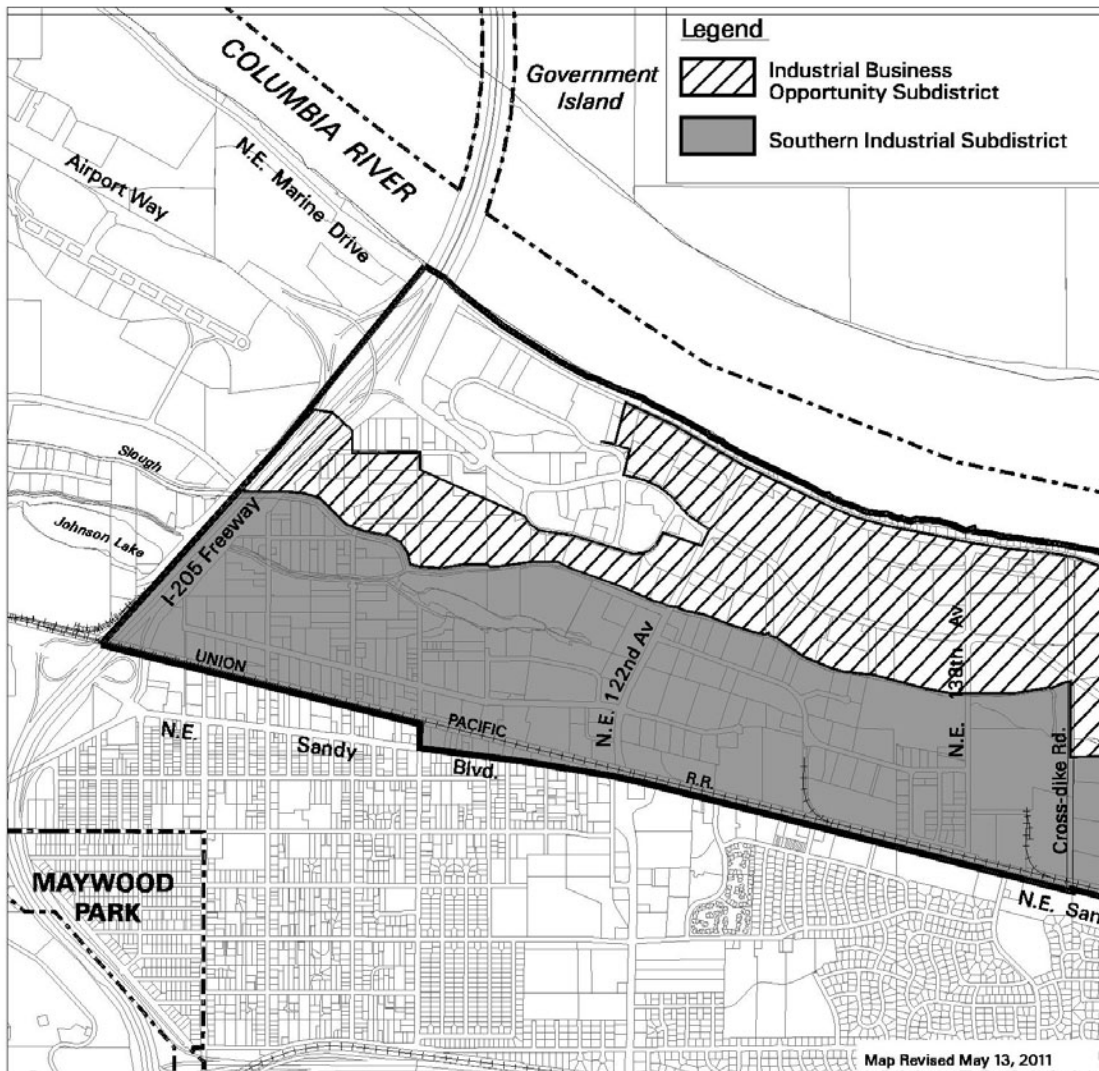 Legend
Industrial Business
Opportunity Subdistrict
Southern Industrial Subdistrict
Government
Island
COLUMBIA RIVER
N.E. Marine Drive
Airport Way
Slough
Johnson Lake
I-205 Freeway
UNION
PACIFIC
R.R.
N.E. 122nd Av
N.E. 138th Av
Cross-dike Rd.
N.E.
Sandy
Blvd.
N.E. San
MAYWOOD
PARK
Map Revised May 13, 2011